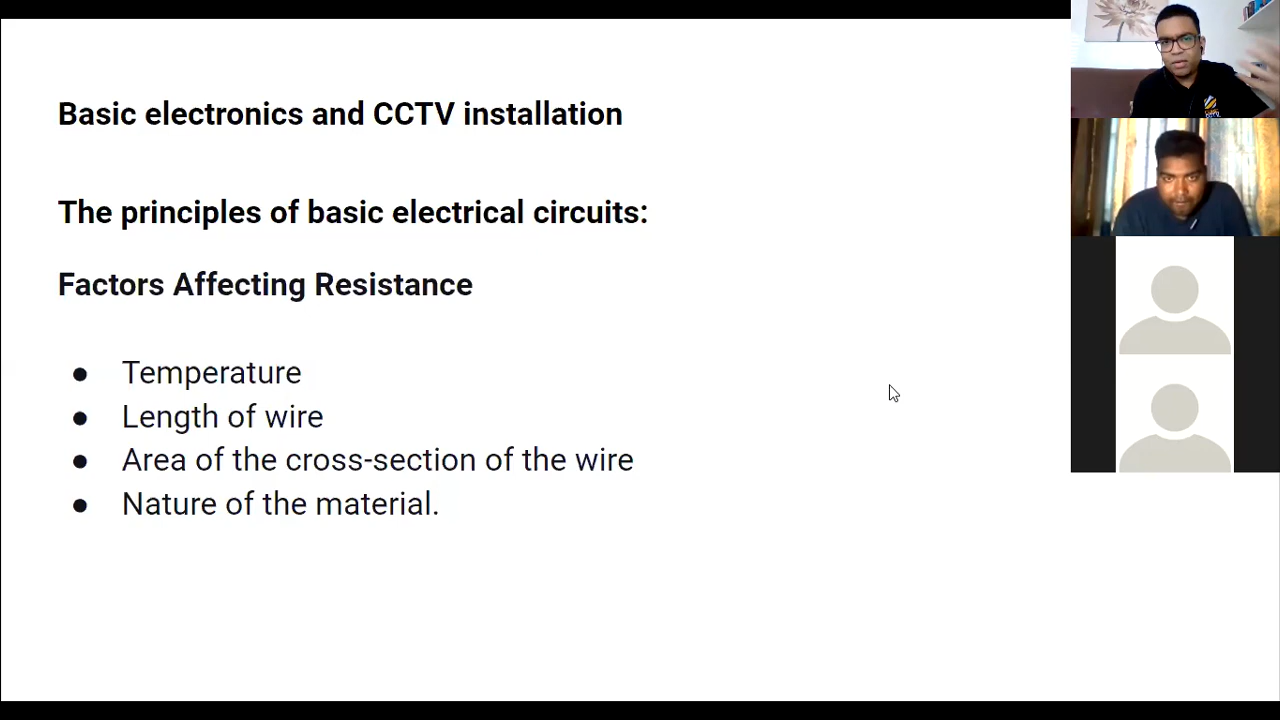 Basic electronics and CCTV installation
The principles of basic electrical circuits:
Factors Affecting Resistance
● Temperature
● Length of wire
● Area of the cross-section of the wire
● Nature of the material.